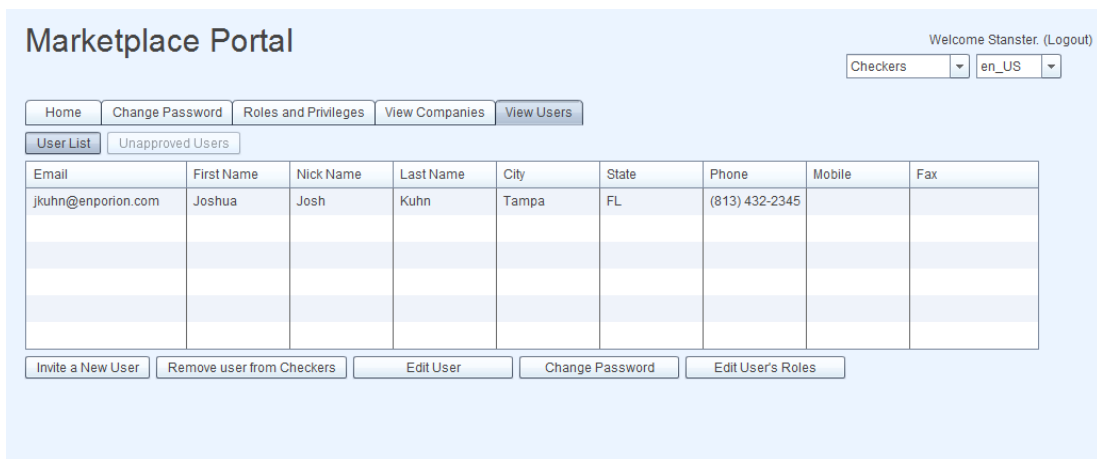 Marketplace Portal
Welcome Stanster. (Logout)
Checkers en_US
Home Change Password Roles and Privileges View Companies View Users
User List Unapproved Users
Email First Name Nick Name Last Name City State Phone Mobile Fax
jkuhn@enporion.com Joshua Josh Kuhn Tampa FL (813) 432-2345
Invite a New User Remove user from Checkers Edit User Change Password Edit User's Roles